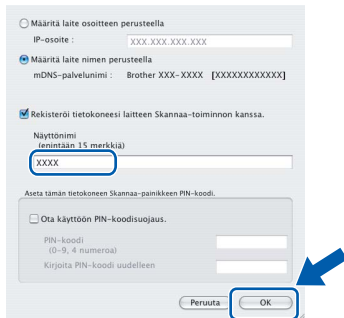 Määritä laite osoitteen perusteella
IP-osoite : XXX.XXX.XXX.XXX
Määritä laite nimen perusteella
mDNS-palvelunimi : Brother XXX-XXXX [XXXXXXXXXXXX]
Rekisteröi tietokoneesi laitteen Skannaa-toiminnon kanssa.
Näyttönimi
(enintään 15 merkkiä)
XXXX
Aseta tämän tietokoneen Skannaa-painikkeen PIN-koodi.
Ota käyttöön PIN-koodisuojaus.
PIN-koodi
(0-9, 4 numeroa)
Kirjoita PIN-koodi uudelleen
Peruuta OK